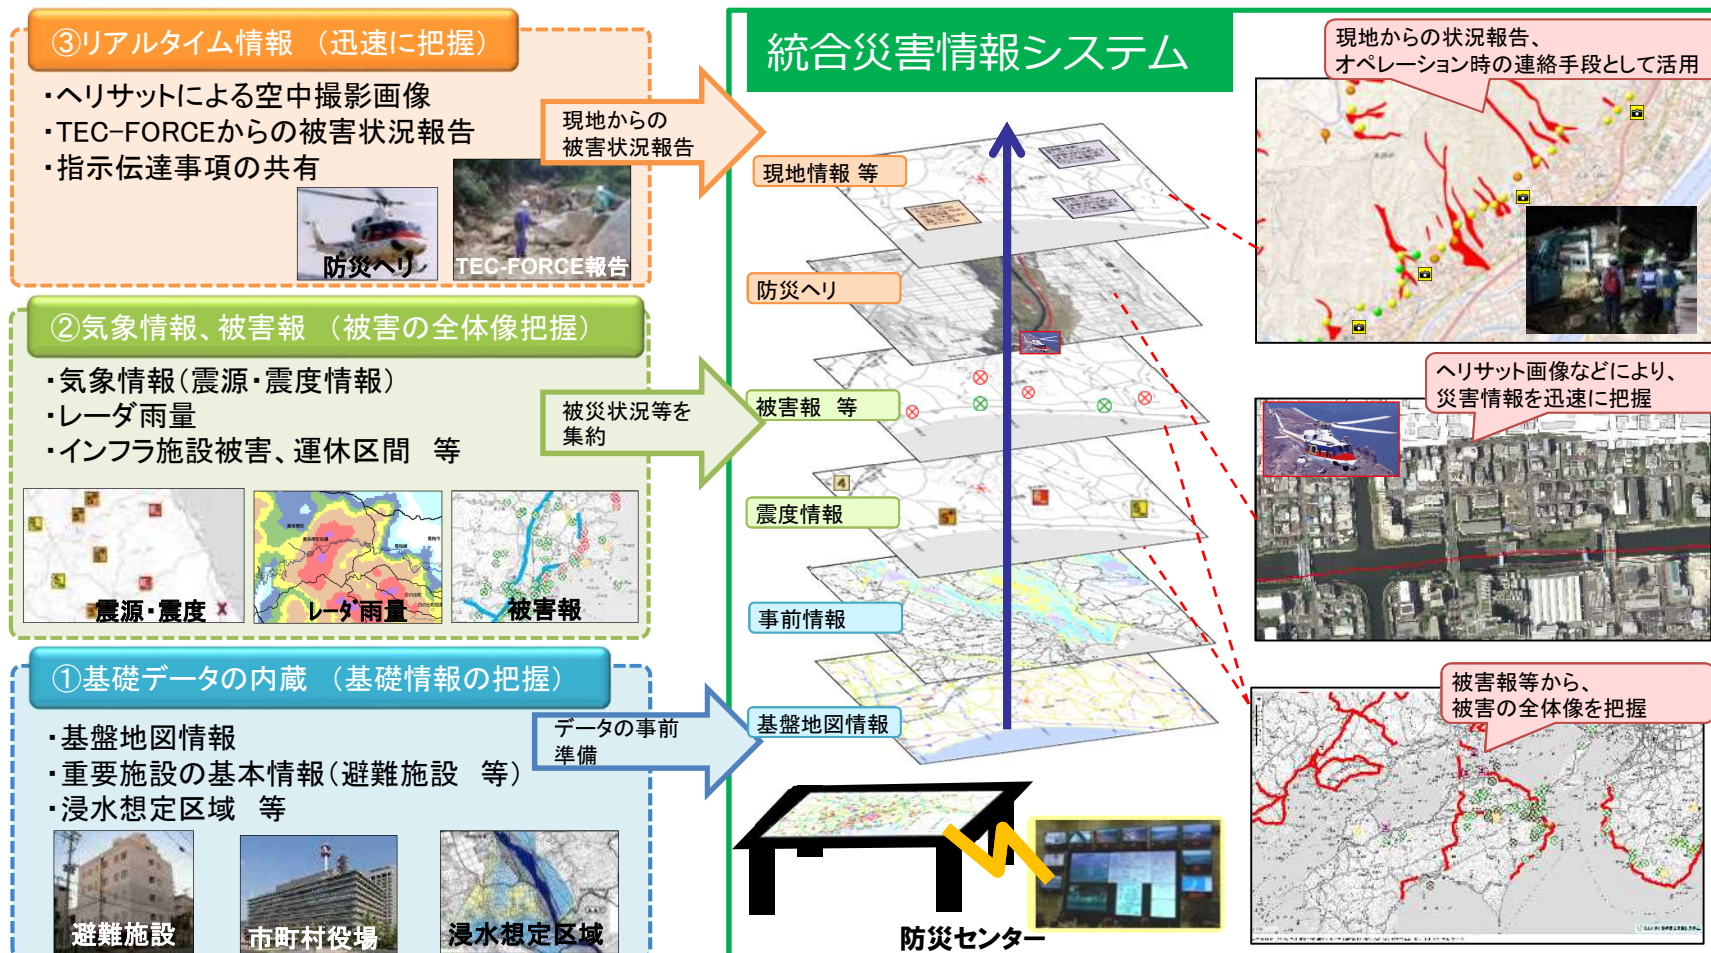 ③リアルタイム情報　（迅速に把握）
・ヘリサットによる空中撮影画像
・TEC-FORCEからの被害状況報告
・指示伝達事項の共有
防災ヘリ
TEC-FORCE報告
現地からの
被害状況報告
②気象情報、被害報　（被害の全体像把握）
・気象情報（震源・震度情報）
・レーダ雨量
・インフラ施設被害、運休区間　等
震源・震度
レーダ雨量
被害報
被災状況等を
集約
①基礎データの内蔵　（基礎情報の把握）
・基盤地図情報
・重要施設の基本情報（避難施設　等）
・浸水想定区域　等
避難施設
市町村役場
浸水想定区域
データの事前
準備
統合災害情報システム
現地情報 等
防災ヘリ
被害報　等
震度情報
4
事前情報
基盤地図情報
防災センター
現地からの状況報告、
オペレーション時の連絡手段として活用
ヘリサット画像などにより、
災害情報を迅速に把握
被害報等から、
被害の全体像を把握